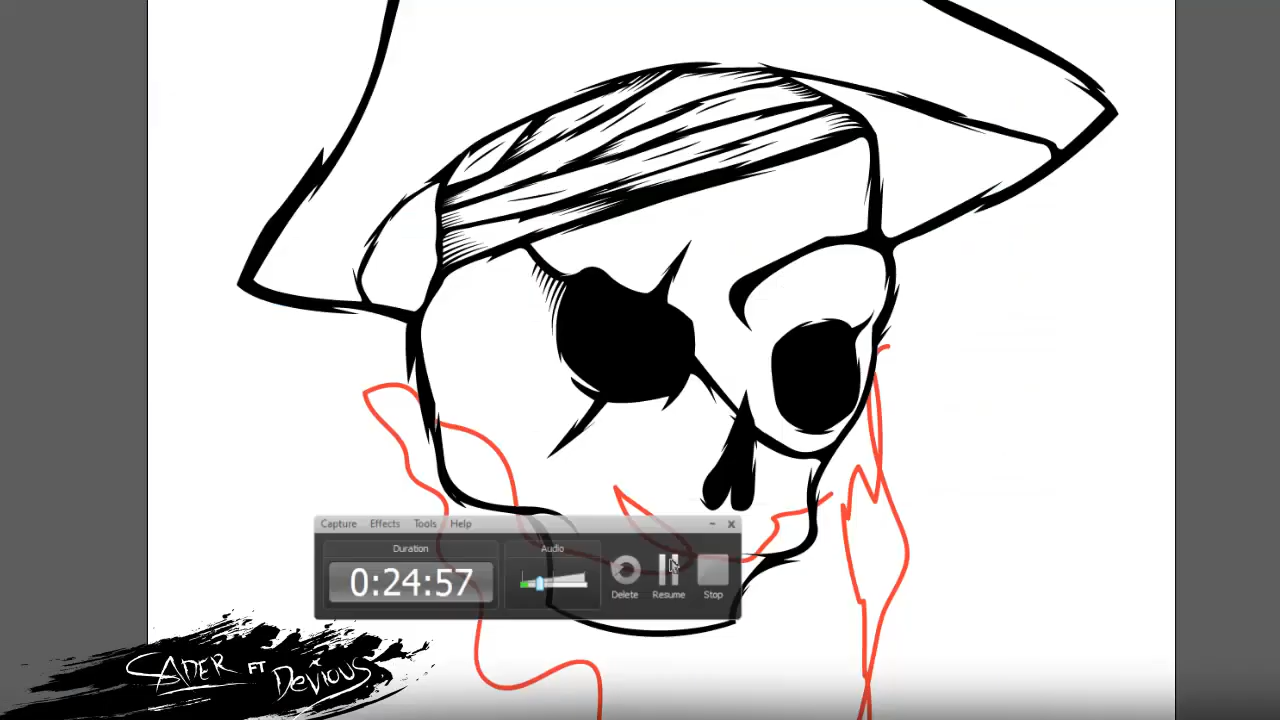 Capture Effects Tools Help
Duration Audio
0:24:57
Delete Resume Stop
SADER FT DEVIOUS